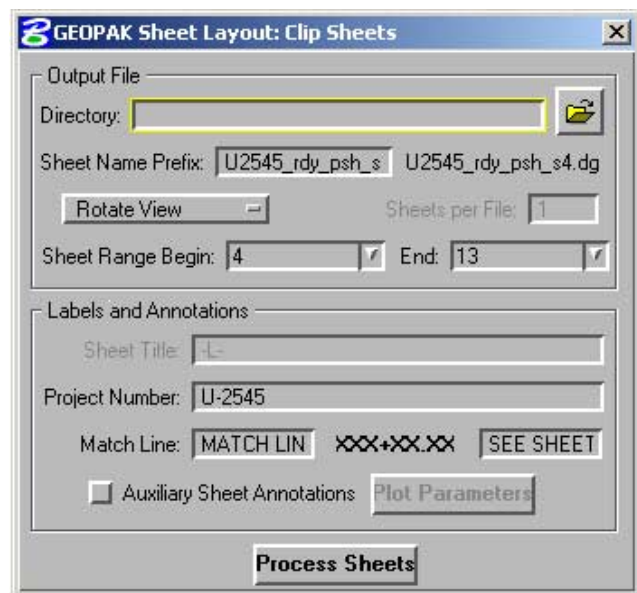 GEOPAK Sheet Layout: Clip Sheets
Output File
Directory:
Sheet Name Prefix: U2545_rdy_psh_s U2545_rdy_psh_s4.dg
Rotate View Sheets per File: 1
Sheet Range Begin: 4 End: 13
Labels and Annotations
Sheet Title: -L-
Project Number: U-2545
Match Line: MATCH LIN XXX+XX.XX SEE SHEET
Auxiliary Sheet Annotations Plot Parameters
Process Sheets